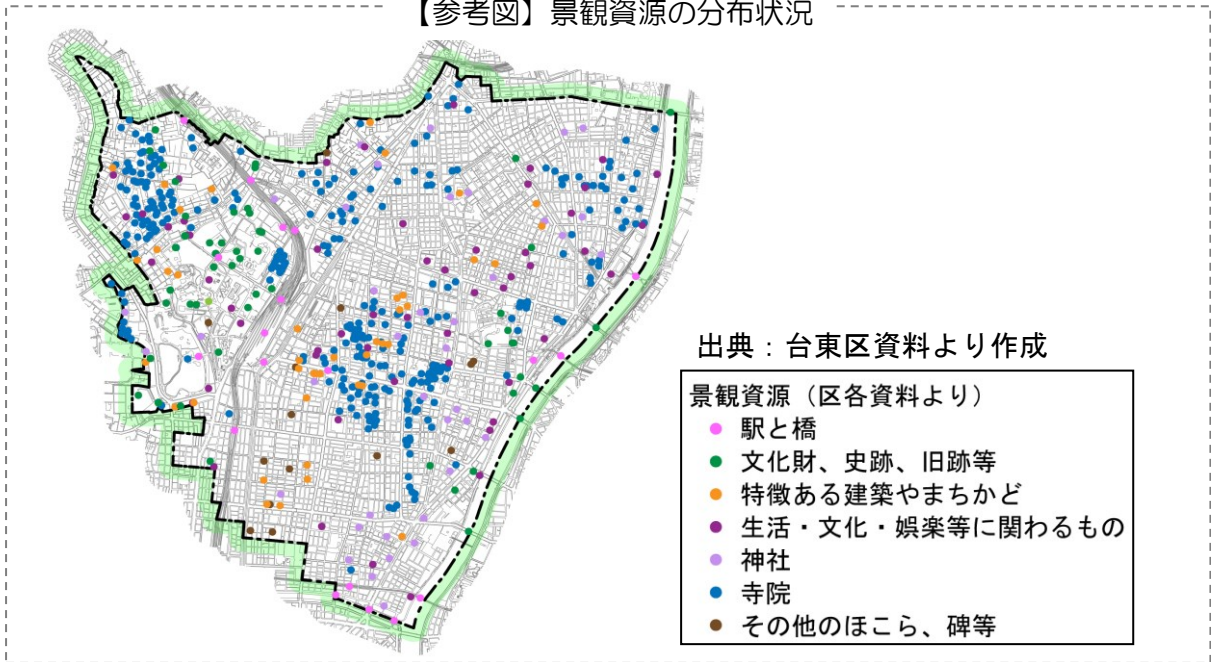 【参考図】景観資源の分布状況
出典：台東区資料より作成
景観資源（区各資料より）
駅と橋
文化財、史跡、旧跡等
特徴ある建築やまちかど
生活・文化・娯楽等に関わるもの
神社
寺院
その他のほこら、碑等